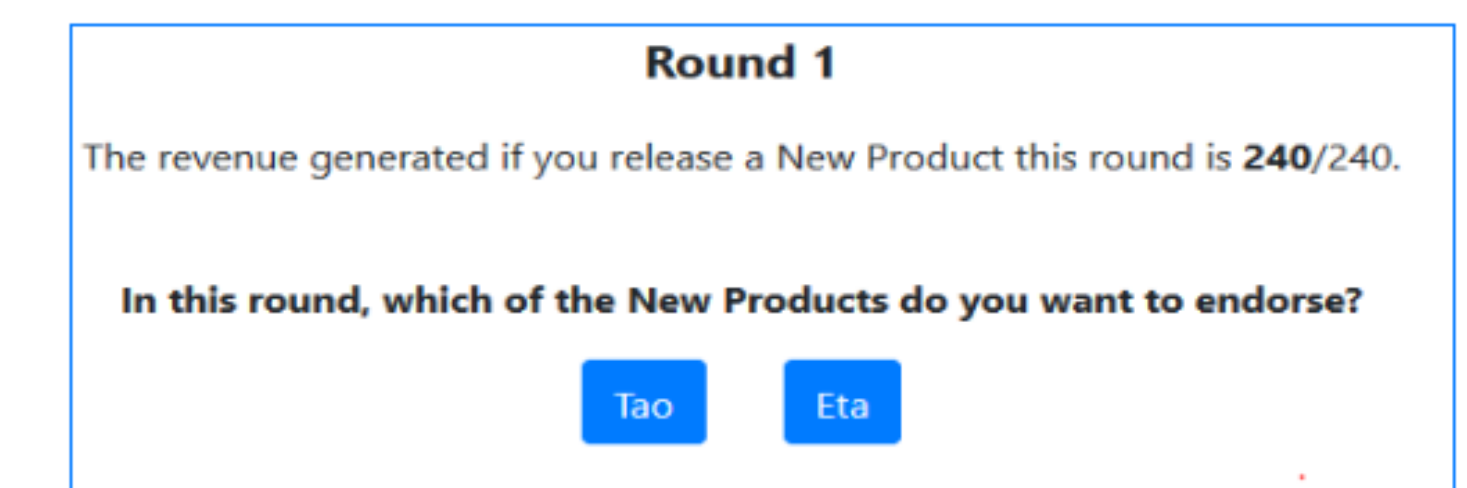 Round 1
The revenue generated if you release a New Product this round is 240/240.
In this round, which of the New Products do you want to endorse?
Tao Eta